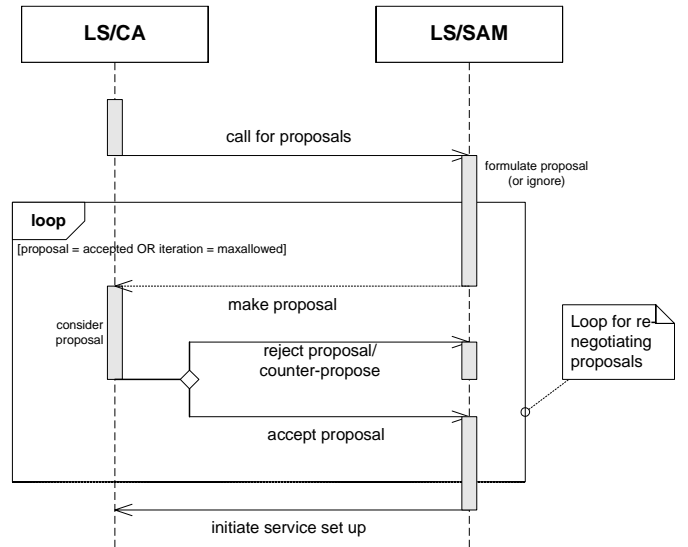 LS/CA
LS/SAM
call for proposals
formulate proposal
(or ignore)
loop
[proposal = accepted OR iteration = maxallowed]
make proposal
consider
proposal
Loop for re-
negotiating
proposals
reject proposal/
counter-propose
accept proposal
initiate service set up